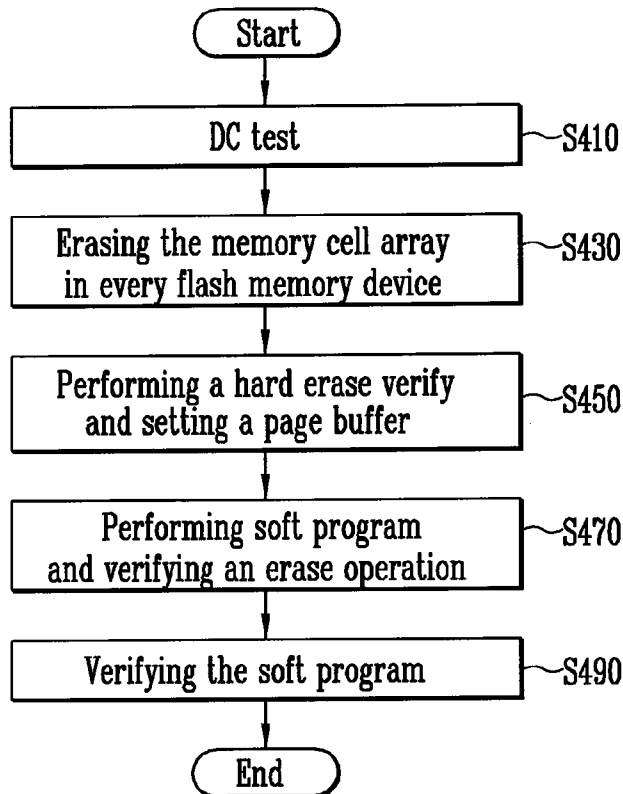 Start
DC test
S410
Erasing the memory cell array
in every flash memory device
S430
Performing a hard erase verify
and setting a page buffer
S450
Performing soft program
and verifying an erase operation
S470
Verifying the soft program
S490
End